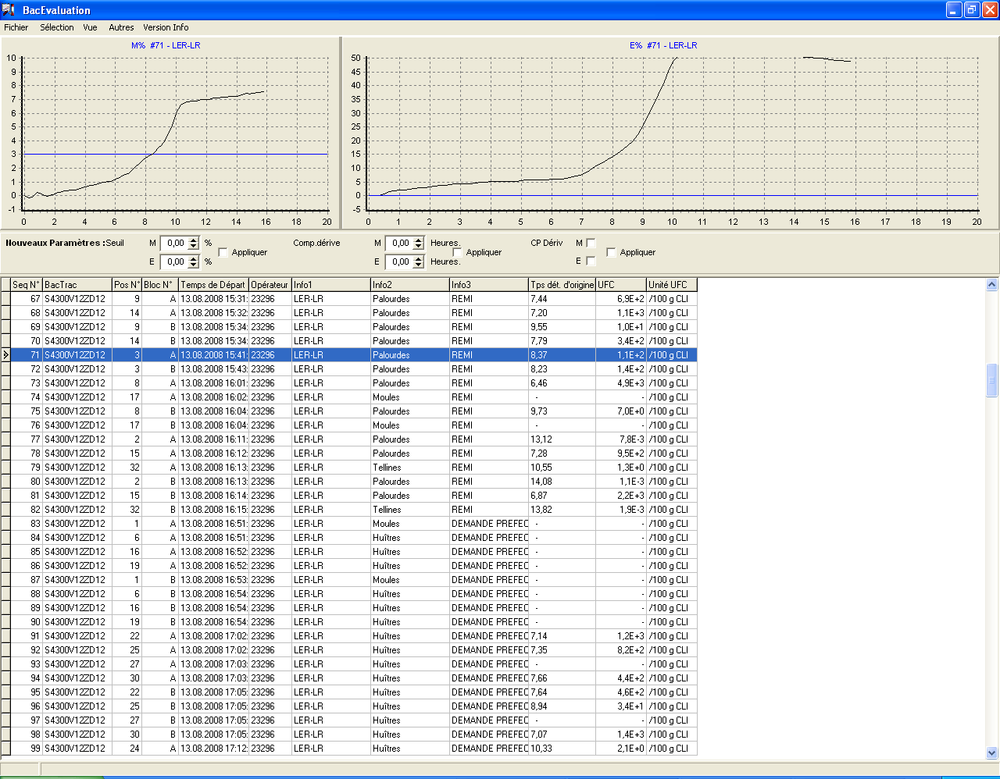 BacEvaluation
Fichier Sélection Vue Autres Version Info
M% #71 - LER-LR
10
9
8
7
6
5
4
3
2
1
0
-1
0 2 4 6 8 10 12 14 16 18 20
E% #71 - LER-LR
50
45
40
35
30
25
20
15
10
5
0
-5
0 1 2 3 4 5 6 7 8 9 10 11 12 13 14 15 16 17 18 19 20
Nouveaux Paramètres :Seuil M 0,00 % Appliquer Comp.dérive M 0,00 Heures. Appliquer CP Dériv M Appliquer
E 0,00 % E 0,00 Heures. E
Seq N° BacTrac Pos N° Bloc N° Temps de Départ Opérateur Info1 Info2 Info3 Tps dét. d'origine UFC Unité UFC
67 S4300V12ZD12 9 A 13.08.2008 15:31: 23296 LER-LR Palourdes REMI 7,44 6,9E+2 /100 g CLI
68 S4300V12ZD12 14 A 13.08.2008 15:32: 23296 LER-LR Palourdes REMI 7,20 1,1E+3 /100 g CLI
69 S4300V12ZD12 9 B 13.08.2008 15:34: 23296 LER-LR Palourdes REMI 9,55 1,0E+1 /100 g CLI
70 S4300V12ZD12 14 B 13.08.2008 15:34: 23296 LER-LR Palourdes REMI 7,79 3,4E+2 /100 g CLI
71 S4300V12ZD12 3 A 13.08.2008 15:41: 23296 LER-LR Palourdes REMI 8,37 1,1E+2 /100 g CLI
72 S4300V12ZD12 3 B 13.08.2008 15:43: 23296 LER-LR Palourdes REMI 8,23 1,4E+2 /100 g CLI
73 S4300V12ZD12 8 A 13.08.2008 16:01: 23296 LER-LR Palourdes REMI 6,46 4,9E+3 /100 g CLI
74 S4300V12ZD12 17 A 13.08.2008 16:02: 23296 LER-LR Moules REMI - - /100 g CLI
75 S4300V12ZD12 8 B 13.08.2008 16:04: 23296 LER-LR Palourdes REMI 9,73 7,0E+0 /100 g CLI
76 S4300V12ZD12 17 B 13.08.2008 16:04: 23296 LER-LR Moules REMI - - /100 g CLI
77 S4300V12ZD12 2 A 13.08.2008 16:11: 23296 LER-LR Palourdes REMI 13,12 7,8E-3 /100 g CLI
78 S4300V12ZD12 15 A 13.08.2008 16:12: 23296 LER-LR Palourdes REMI 7,28 9,5E+2 /100 g CLI
79 S4300V12ZD12 32 A 13.08.2008 16:13: 23296 LER-LR Tellines REMI 10,55 1,3E+0 /100 g CLI
80 S4300V12ZD12 2 B 13.08.2008 16:13: 23296 LER-LR Palourdes REMI 14,08 1,1E-3 /100 g CLI
81 S4300V12ZD12 15 B 13.08.2008 16:14: 23296 LER-LR Palourdes REMI 6,87 2,2E+3 /100 g CLI
82 S4300V12ZD12 32 B 13.08.2008 16:15: 23296 LER-LR Tellines REMI 13,82 1,9E-3 /100 g CLI
83 S4300V12ZD12 1 A 13.08.2008 16:51: 23296 LER-LR Moules DEMANDE PREFEC - - /100 g CLI
84 S4300V12ZD12 6 A 13.08.2008 16:51: 23296 LER-LR Huîtres DEMANDE PREFEC - - /100 g CLI
85 S4300V12ZD12 16 A 13.08.2008 16:52: 23296 LER-LR Huîtres DEMANDE PREFEC - - /100 g CLI
86 S4300V12ZD12 19 A 13.08.2008 16:52: 23296 LER-LR Huîtres DEMANDE PREFEC - - /100 g CLI
87 S4300V12ZD12 1 B 13.08.2008 16:53: 23296 LER-LR Moules DEMANDE PREFEC - - /100 g CLI
88 S4300V12ZD12 6 B 13.08.2008 16:54: 23296 LER-LR Huîtres DEMANDE PREFEC - - /100 g CLI
89 S4300V12ZD12 16 B 13.08.2008 16:54: 23296 LER-LR Huîtres DEMANDE PREFEC - - /100 g CLI
90 S4300V12ZD12 19 B 13.08.2008 16:54: 23296 LER-LR Huîtres DEMANDE PREFEC - - /100 g CLI
91 S4300V12ZD12 22 A 13.08.2008 17:02: 23296 LER-LR Huîtres DEMANDE PREFEC 7,14 1,2E+3 /100 g CLI
92 S4300V12ZD12 25 A 13.08.2008 17:02: 23296 LER-LR Huîtres DEMANDE PREFEC 7,35 8,2E+2 /100 g CLI
93 S4300V12ZD12 27 A 13.08.2008 17:03: 23296 LER-LR Huîtres DEMANDE PREFEC - - /100 g CLI
94 S4300V12ZD12 30 A 13.08.2008 17:03: 23296 LER-LR Huîtres DEMANDE PREFEC 7,66 4,4E+2 /100 g CLI
95 S4300V12ZD12 22 B 13.08.2008 17:05: 23296 LER-LR Huîtres DEMANDE PREFEC 7,64 4,6E+2 /100 g CLI
96 S4300V12ZD12 25 B 13.08.2008 17:05: 23296 LER-LR Huîtres DEMANDE PREFEC 8,94 3,4E+1 /100 g CLI
97 S4300V12ZD12 27 B 13.08.2008 17:05: 23296 LER-LR Huîtres DEMANDE PREFEC - - /100 g CLI
98 S4300V12ZD12 30 B 13.08.2008 17:05: 23296 LER-LR Huîtres DEMANDE PREFEC 7,07 1,4E+3 /100 g CLI
99 S4300V12ZD12 24 A 13.08.2008 17:12: 23296 LER-LR Huîtres DEMANDE PREFEC 10,33 2,1E+0 /100 g CLI